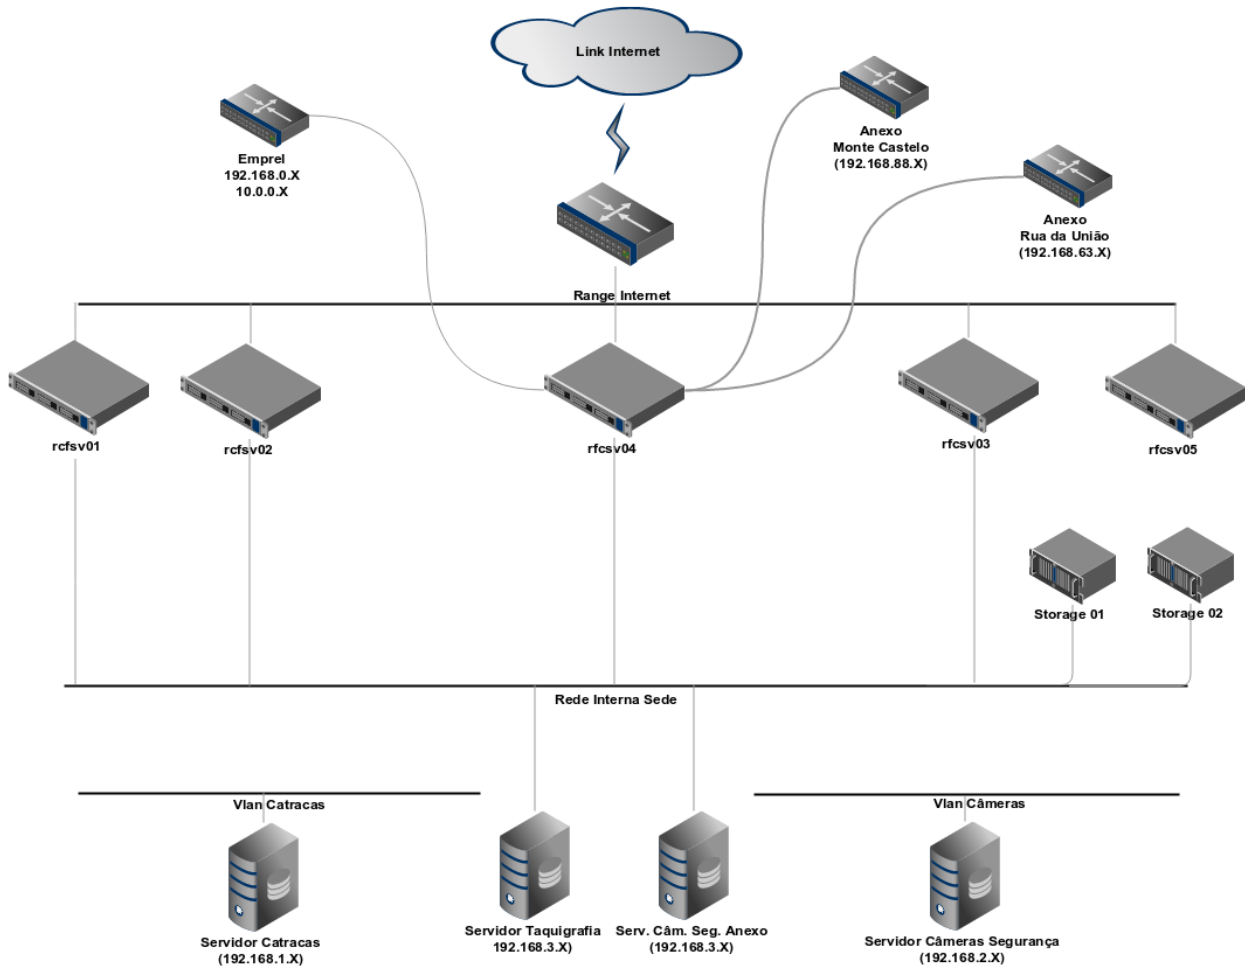 Link Internet
Emprel
192.168.0.X
10.0.0.X
Anexo
Monte Castelo
(192.168.88.X)
Anexo
Rua da União
(192.168.63.X)
Range Internet
rcfsv01
rcfsv02
rfcsv04
rfcsv03
rfcsv05
Storage 01
Storage 02
Rede Interna Sede
Vlan Catracas
Vlan Câmeras
Servidor Catracas
(192.168.1.X)
Servidor Taquigrafia
192.168.3.X)
Serv. Câm. Seg. Anexo
(192.168.3.X)
Servidor Câmeras Segurança
(192.168.2.X)